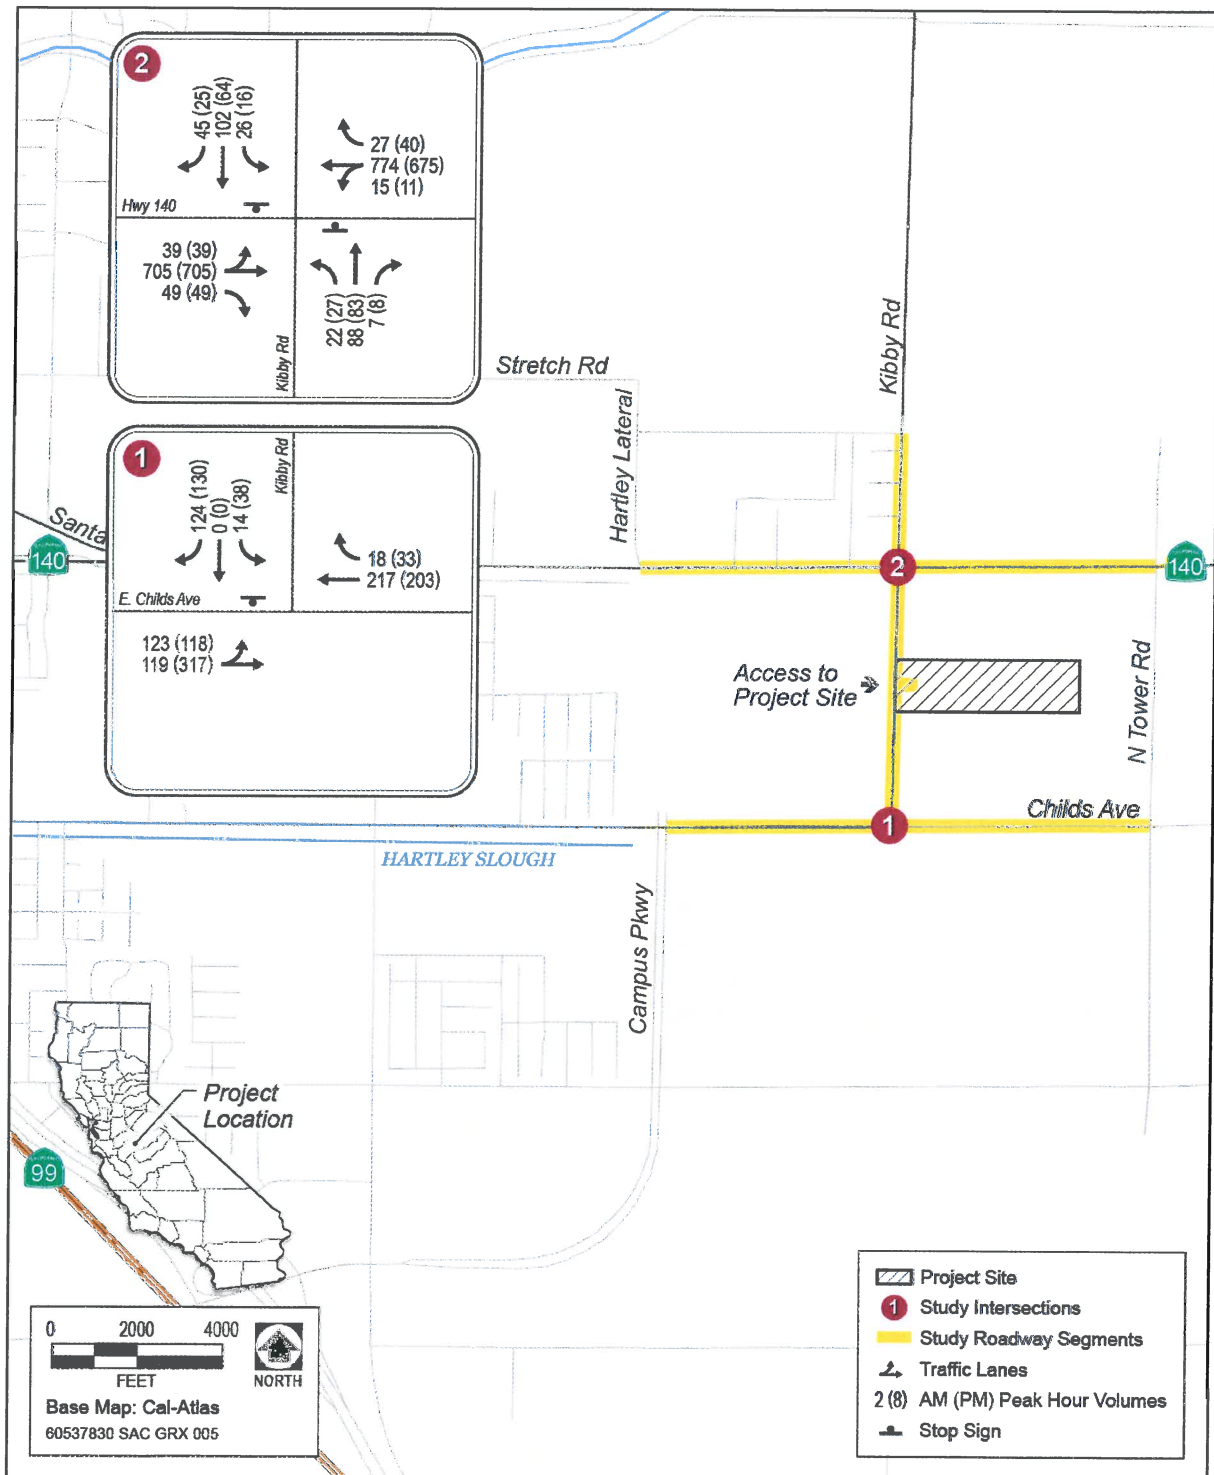 2
45 (25)
102 (64)
26 (16)
27 (40)
774 (675)
15 (11)
Hwy 140
39 (39)
705 (705)
49 (49)
22 (27)
88 (83)
7 (8)
Kibby Rd
Stretch Rd
Hartley Lateral
Kibby Rd
1
124 (130)
0 (0)
14 (38)
Kibby Rd
18 (33)
217 (203)
E. Childs Ave
123 (118)
119 (317)
Santa
140
2
140
Access to
Project Site
N Tower Rd
Childs Ave
1
HARTLEY SLOUGH
Campus Pkwy
Project
Location
99
0 2000 4000
FEET
NORTH
Base Map: Cal-Atlas
60537830 SAC GRX 005
Project Site
1 Study Intersections
Study Roadway Segments
Traffic Lanes
2 (8) AM (PM) Peak Hour Volumes
Stop Sign